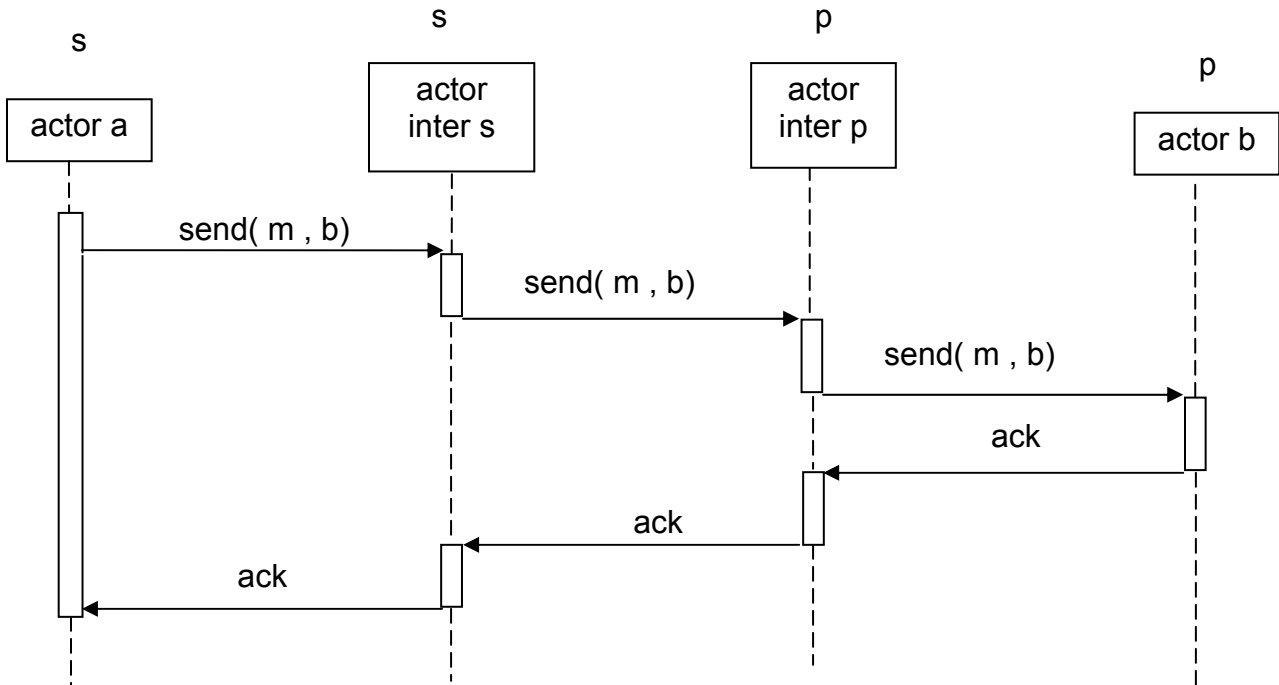 s
s
p
p
actor a
actor
inter s
actor
inter p
actor b
send( m , b)
send( m , b)
send( m , b)
ack
ack
ack